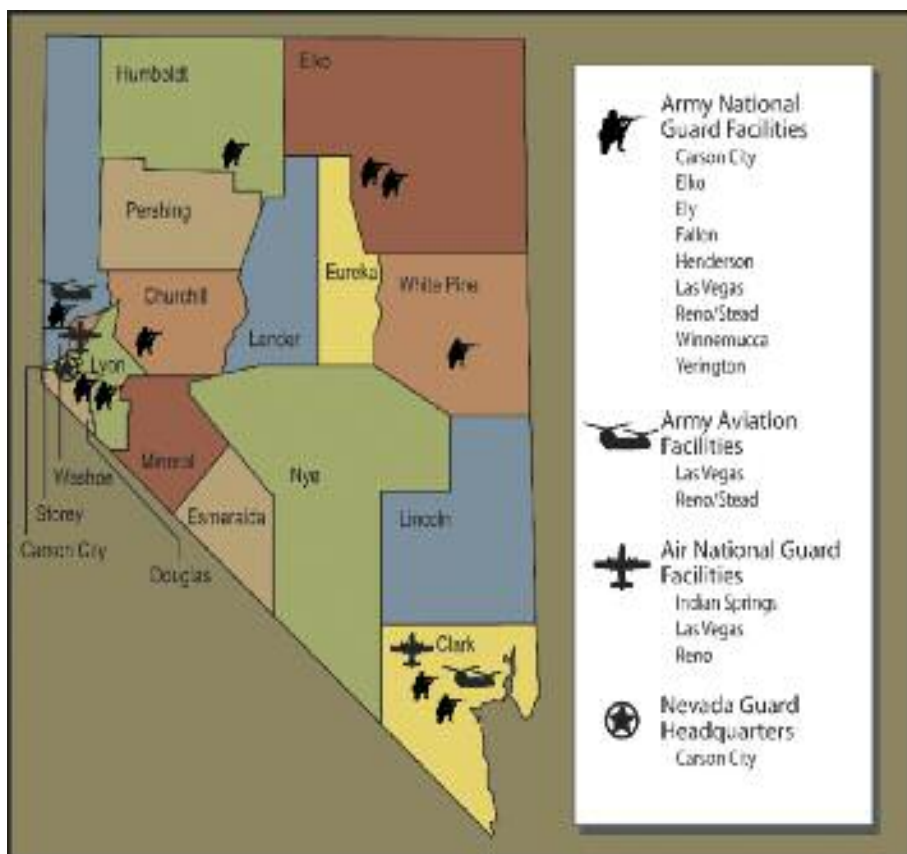 Humboldt
Elko
Pershing
Eureka
Churchill
White Pine
Lander
Lyon
Washoe
Mineral
Nye
Storey
Esmeralda
Lincoln
Carson City
Douglas
Clark
Army National
Guard Facilities
Carson City
Elko
Ely
Fallon
Henderson
Las Vegas
Reno/Stead
Winnemucca
Yerington
Army Aviation
Facilities
Las Vegas
Reno/Stead
Air National Guard
Facilities
Indian Springs
Las Vegas
Reno
Nevada Guard
Headquarters
Carson City